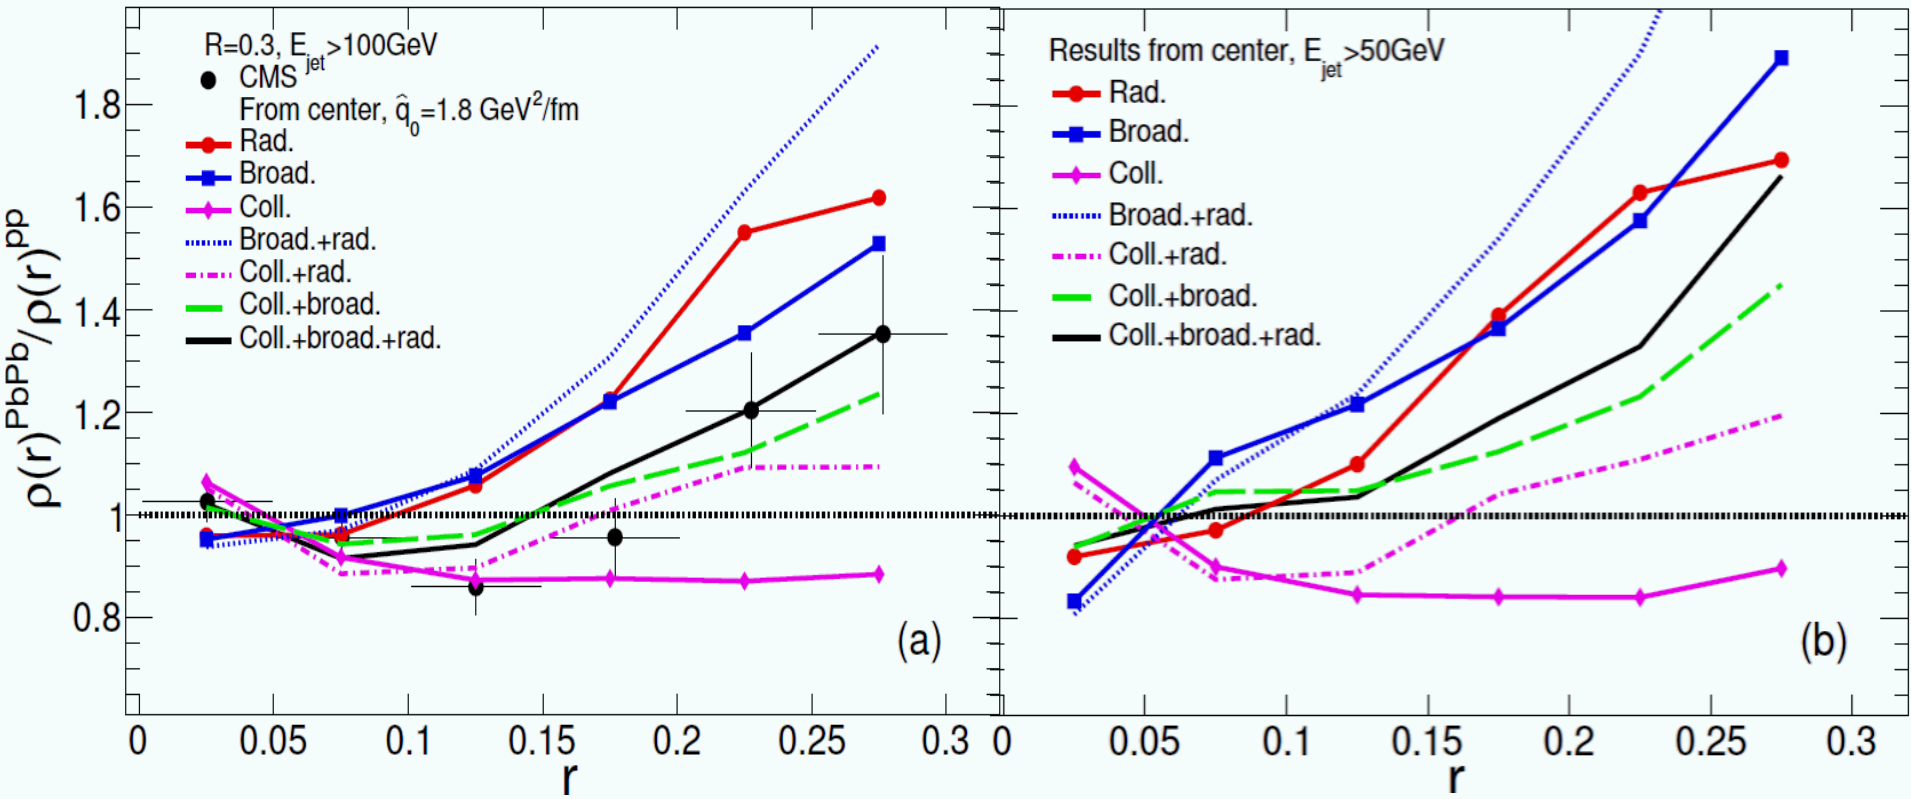 R=0.3, E_jet>100GeV
CMS
From center, q̂_0=1.8 GeV^2/fm
Rad.
Broad.
Coll.
Broad.+rad.
Coll.+rad.
Coll.+broad.
Coll.+broad.+rad.
ρ(r)^PbPb/ρ(r)^pp
1.8
1.6
1.4
1.2
1
0.8
(a)
0 0.05 0.1 0.15 0.2 0.25 0.3
r
Results from center, E_jet>50GeV
Rad.
Broad.
Coll.
Broad.+rad.
Coll.+rad.
Coll.+broad.
Coll.+broad.+rad.
(b)
0 0.05 0.1 0.15 0.2 0.25 0.3
r